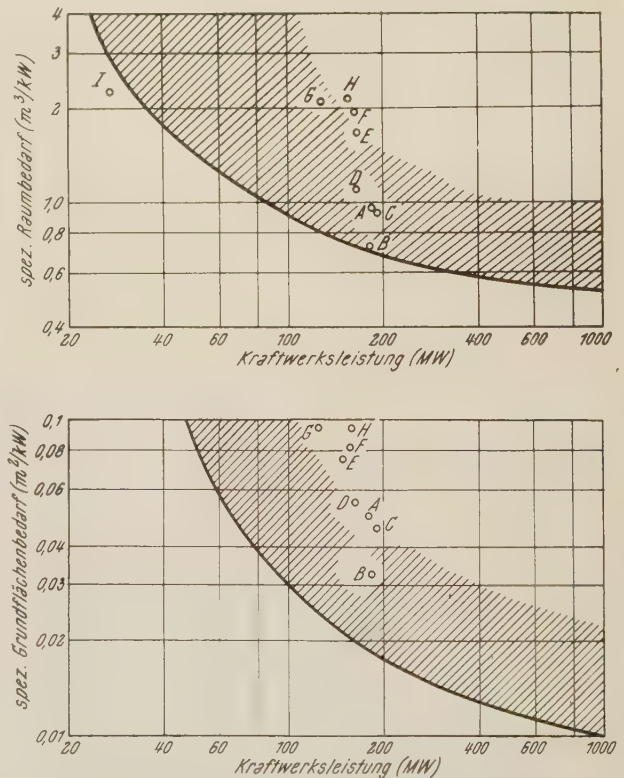 spez. Raumbedarf (m³/kW)
4
3
2
1,0
0,8
0,6
0,4
I
G
H
F
E
D
A
C
B
20 40 60 100 200 400 600 1000
Kraftwerksleistung (MW)
spez. Grundflächenbedarf (m²/kW)
0,1
0,08
0,06
0,04
0,03
0,02
0,01
G
H
F
E
D
A
C
B
20 40 60 100 200 400 600 1000
Kraftwerksleistung (MW)